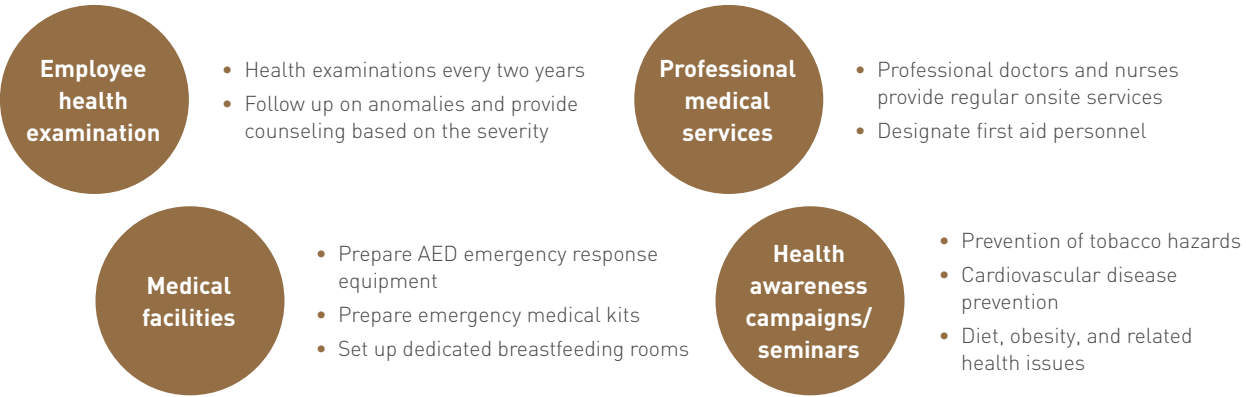 Employee
health
examination
• Health examinations every two years
• Follow up on anomalies and provide
counseling based on the severity
Professional
medical
services
• Professional doctors and nurses
provide regular onsite services
• Designate first aid personnel
Medical
facilities
• Prepare AED emergency response
equipment
• Prepare emergency medical kits
• Set up dedicated breastfeeding rooms
Health
awareness
campaigns/
seminars
• Prevention of tobacco hazards
• Cardiovascular disease
prevention
• Diet, obesity, and related
health issues